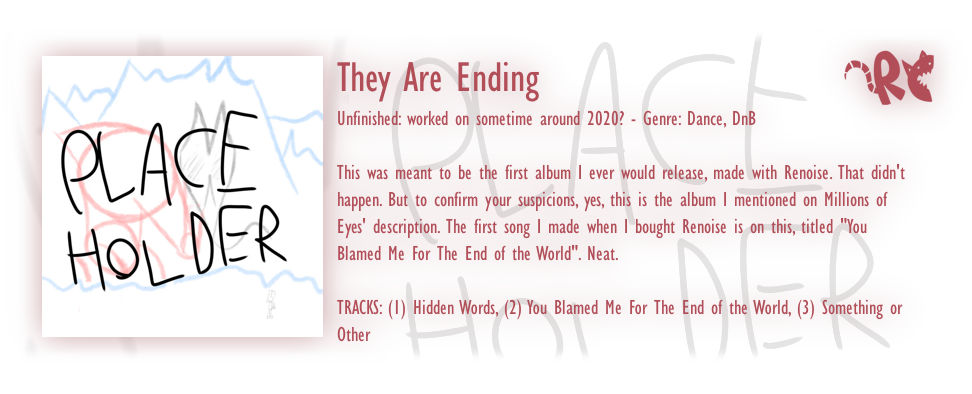 PLACE
HOLDER
They Are Ending
Unfinished: worked on sometime around 2020? - Genre: Dance, DnB
This was meant to be the first album I ever would release, made with Renoise. That didn't
happen. But to confirm your suspicions, yes, this is the album I mentioned on Millions of
Eyes' description. The first song I made when I bought Renoise is on this, titled "You
Blamed Me For The End of the World". Neat.
TRACKS: (1) Hidden Words, (2) You Blamed Me For The End of the World, (3) Something or
Other
PLACE
HOLDER